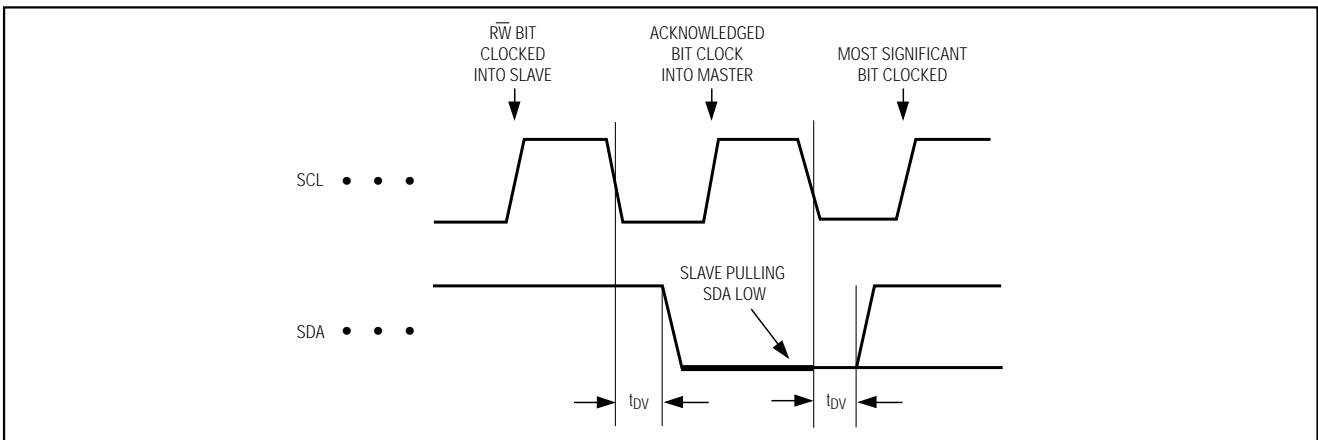 RW̅ BIT
CLOCKED
INTO SLAVE
ACKNOWLEDGED
BIT CLOCK
INTO MASTER
MOST SIGNIFICANT
BIT CLOCKED
SCL • • •
SLAVE PULLING
SDA LOW
SDA • • •
tDV
tDV